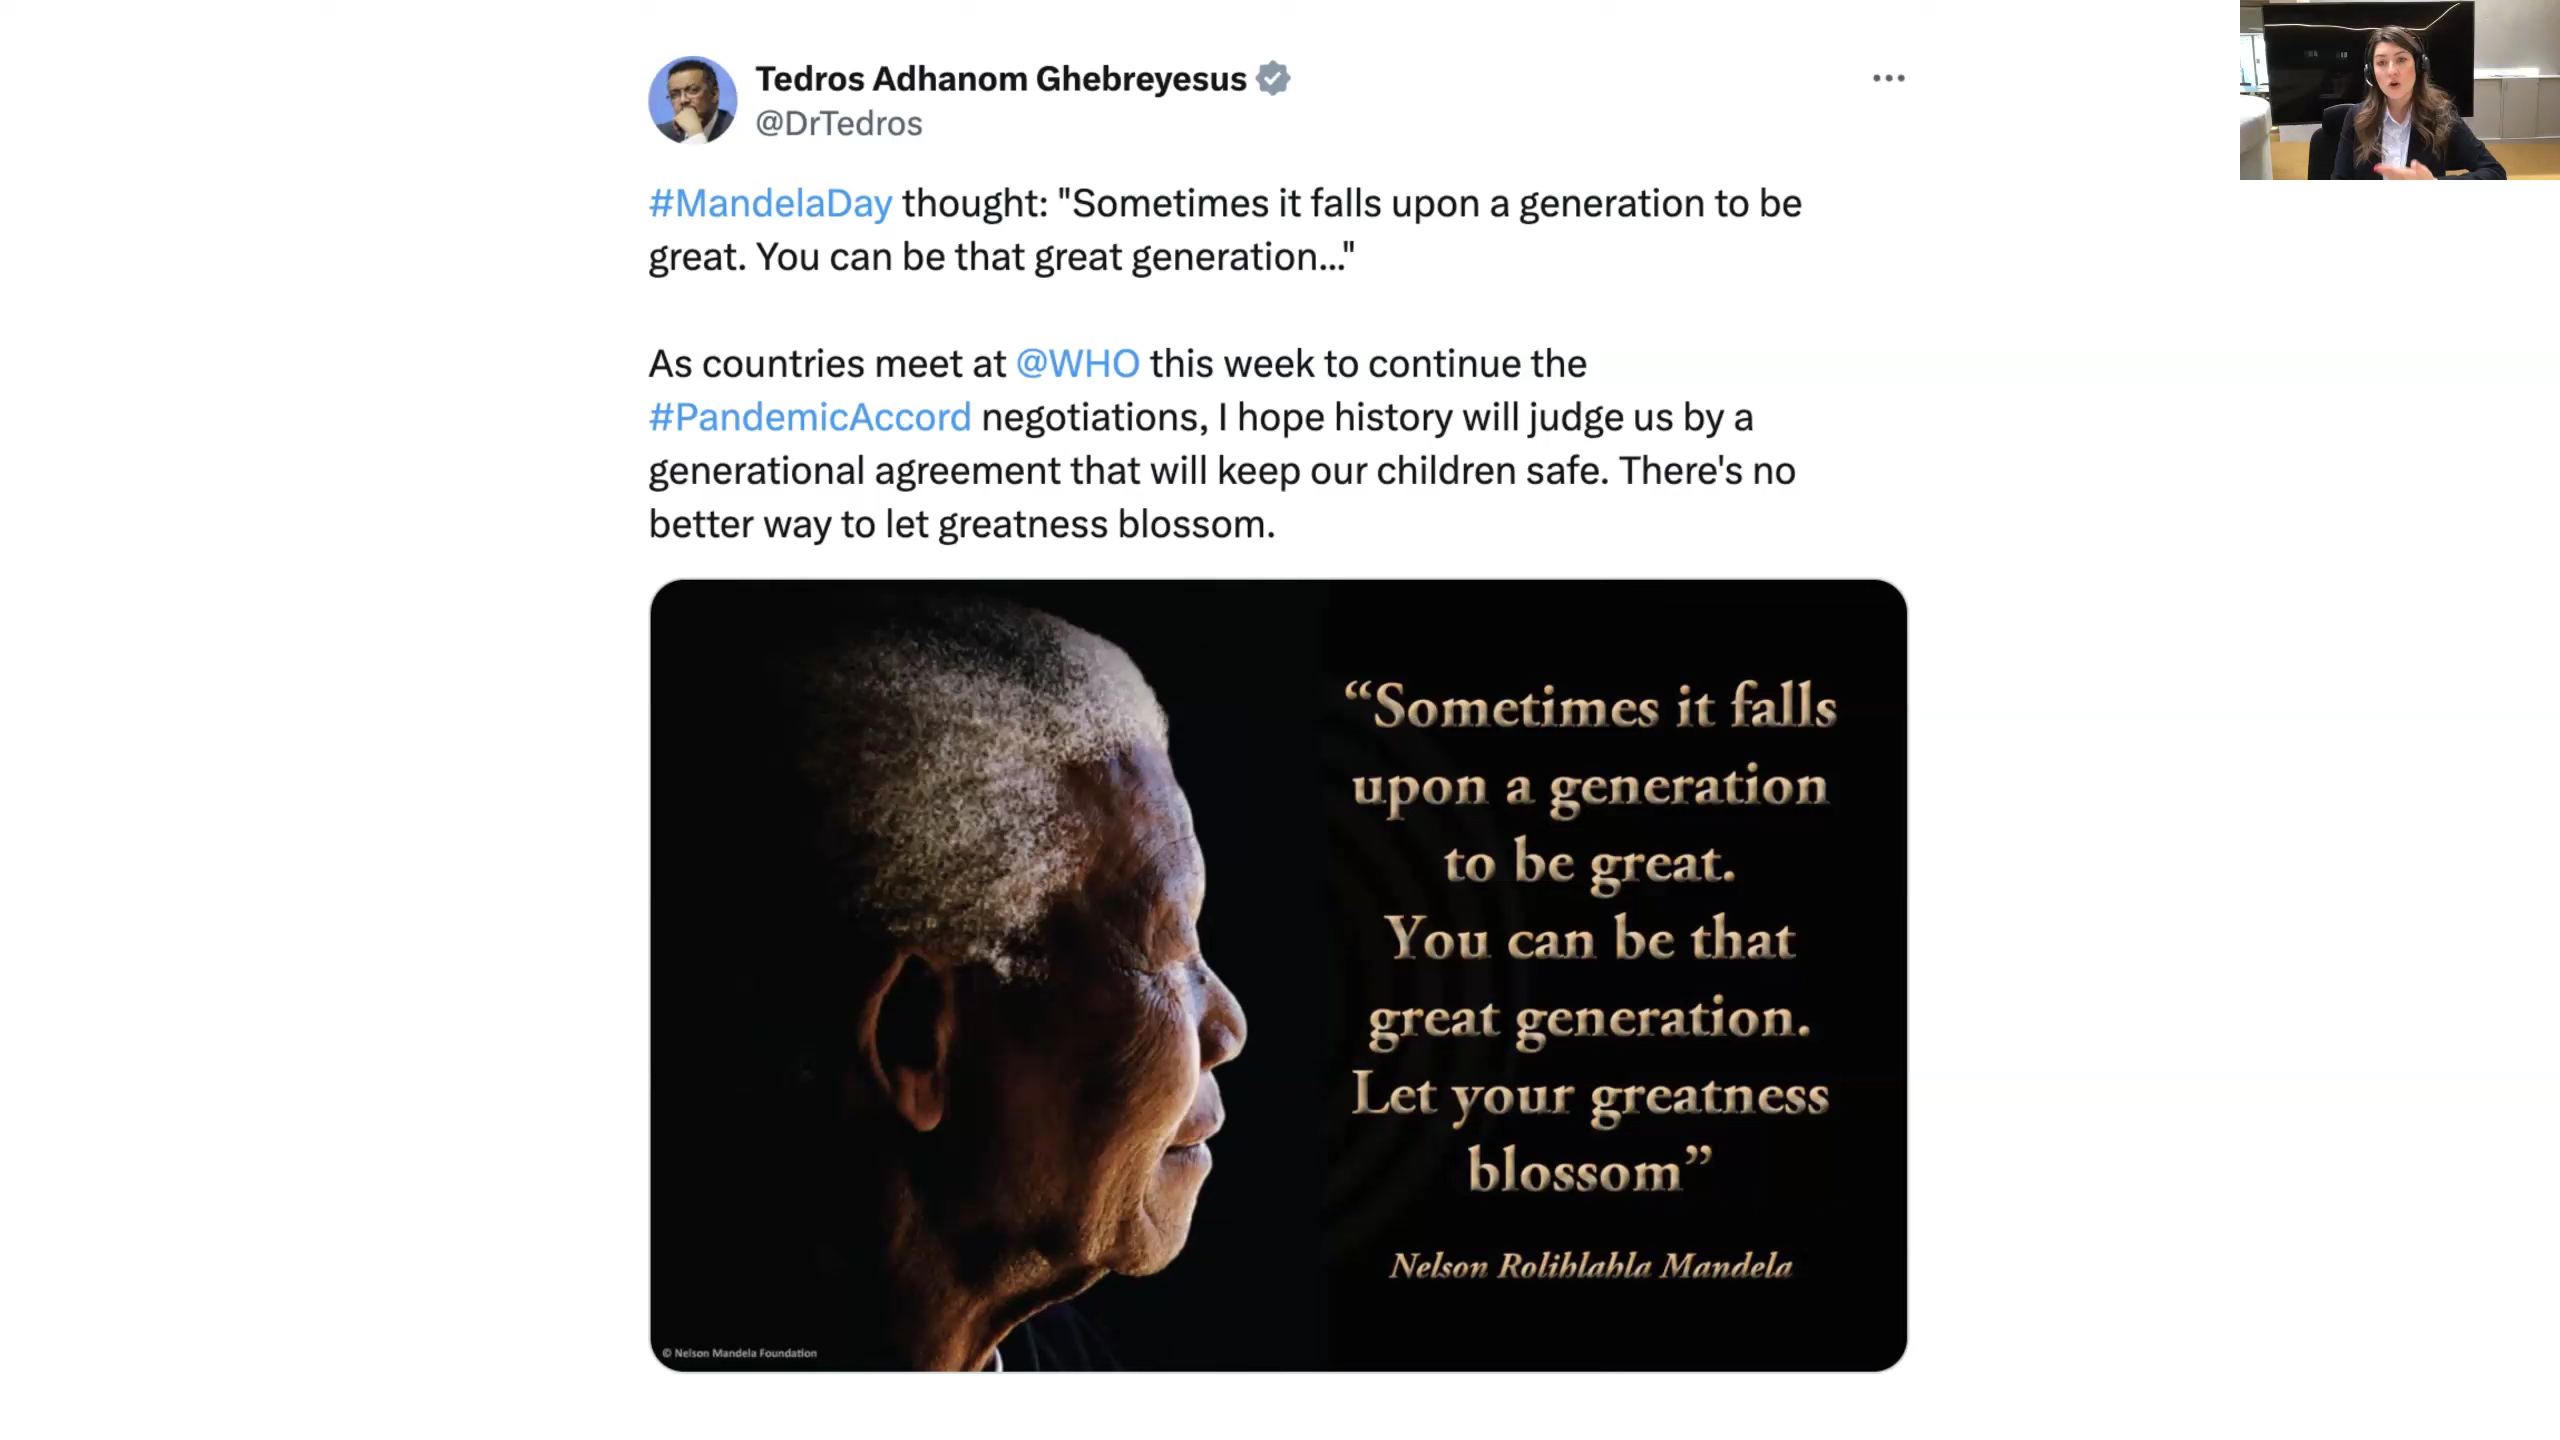 Tedros Adhanom Ghebreyesus
@DrTedros
#MandelaDay thought: "Sometimes it falls upon a generation to be
great. You can be that great generation..."
As countries meet at @WHO this week to continue the
#PandemicAccord negotiations, I hope history will judge us by a
generational agreement that will keep our children safe. There's no
better way to let greatness blossom.
“Sometimes it falls
upon a generation
to be great.
You can be that
great generation.
Let your greatness
blossom”
Nelson Rolihlahla Mandela
© Nelson Mandela Foundation